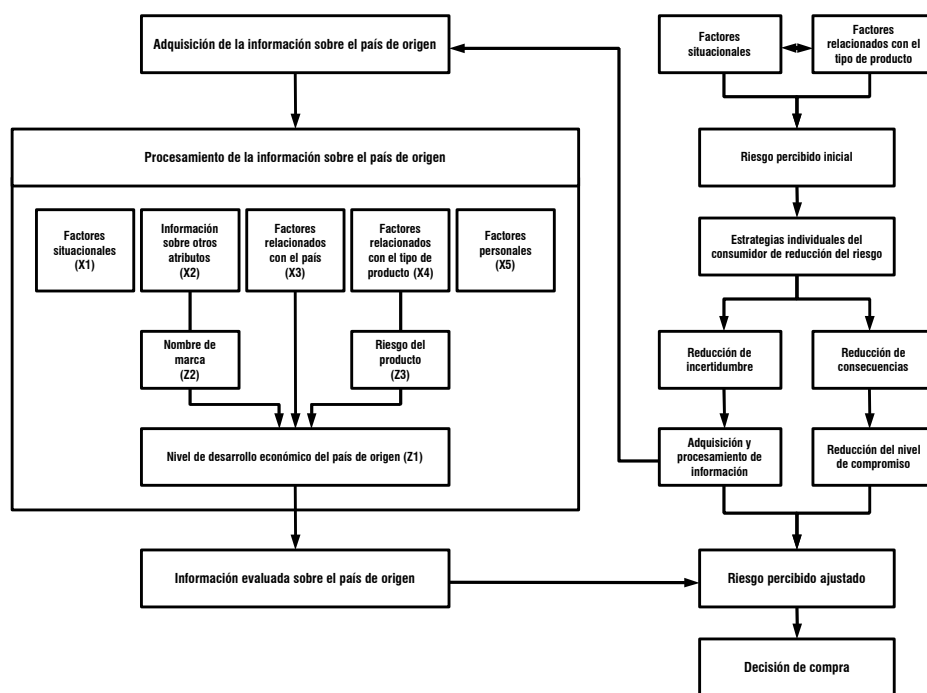 Adquisición de la información sobre el país de origen
Factores
situacionales
Factores
relacionados con el
tipo de producto
Procesamiento de la información sobre el país de origen
Riesgo percibido inicial
Factores
situacionales
(X1)
Información
sobre otros
atributos
(X2)
Factores
relacionados
con el país
(X3)
Factores
relacionados
con el tipo de
producto (X4)
Factores
personales
(X5)
Estrategias individuales del
consumidor de reducción del riesgo
Nombre de
marca
(Z2)
Riesgo del
producto
(Z3)
Reducción de
incertidumbre
Reducción de
consecuencias
Nivel de desarrollo económico del país de origen (Z1)
Adquisición y
procesamiento de
información
Reducción del nivel
de compromiso
Información evaluada sobre el país de origen
Riesgo percibido ajustado
Decisión de compra